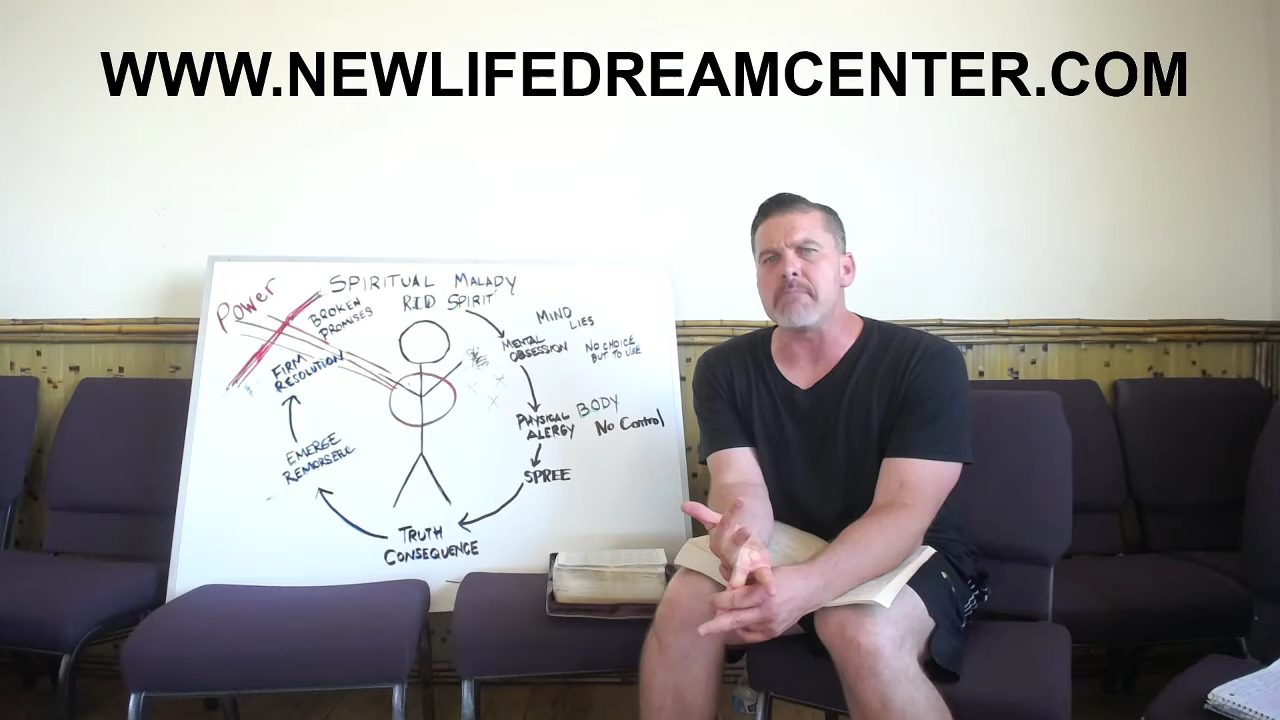 WWW.NEWLIFEDREAMCENTER.COM
Power
SPIRITUAL MALADY
RID SPIRIT
BROKEN
PROMISES
MIND
LIES
MENTAL
OBSESSION
NO CHOICE
BUT TO USE
FIRM
RESOLUTION
PHYSICAL
ALERGY
BODY
No Control
EMERGE
REMORSEFUL
SPREE
TRUTH
CONSEQUENCE